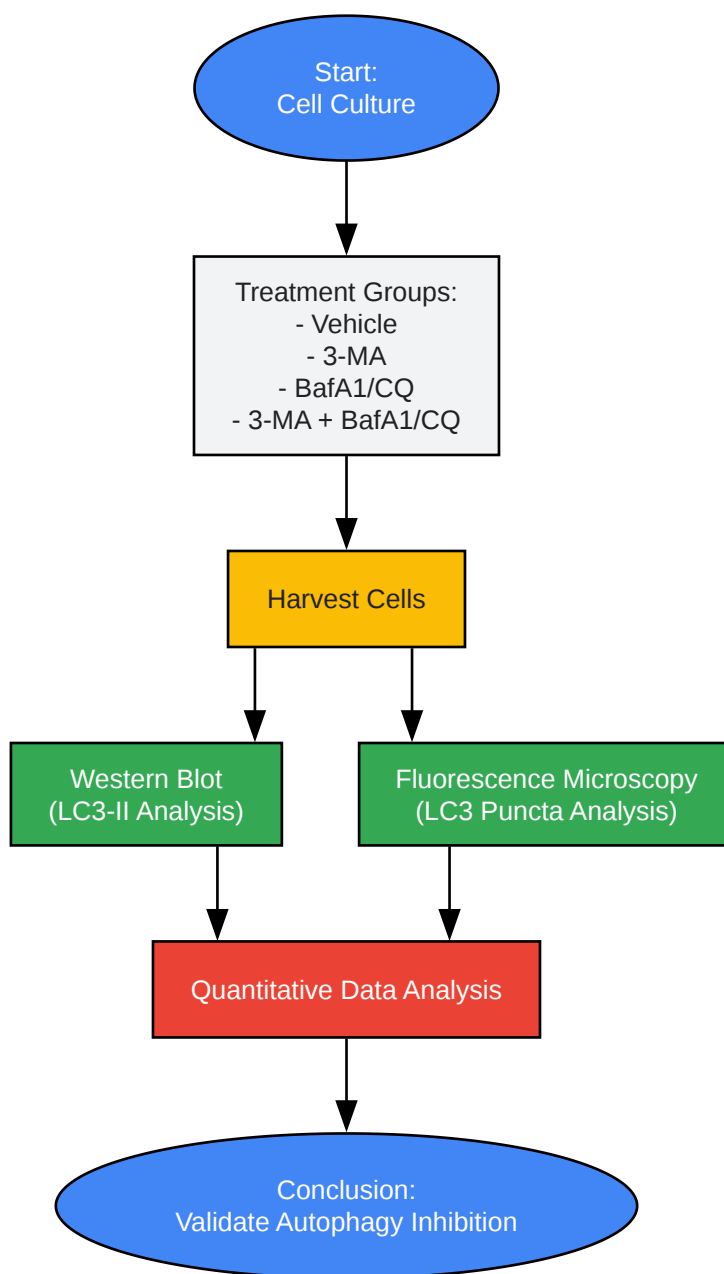 Start:
Cell Culture
Treatment Groups:
- Vehicle
- 3-MA
- BafA1/CQ
- 3-MA + BafA1/CQ
Harvest Cells
Western Blot
(LC3-II Analysis)
Fluorescence Microscopy
(LC3 Puncta Analysis)
Quantitative Data Analysis
Conclusion:
Validate Autophagy Inhibition